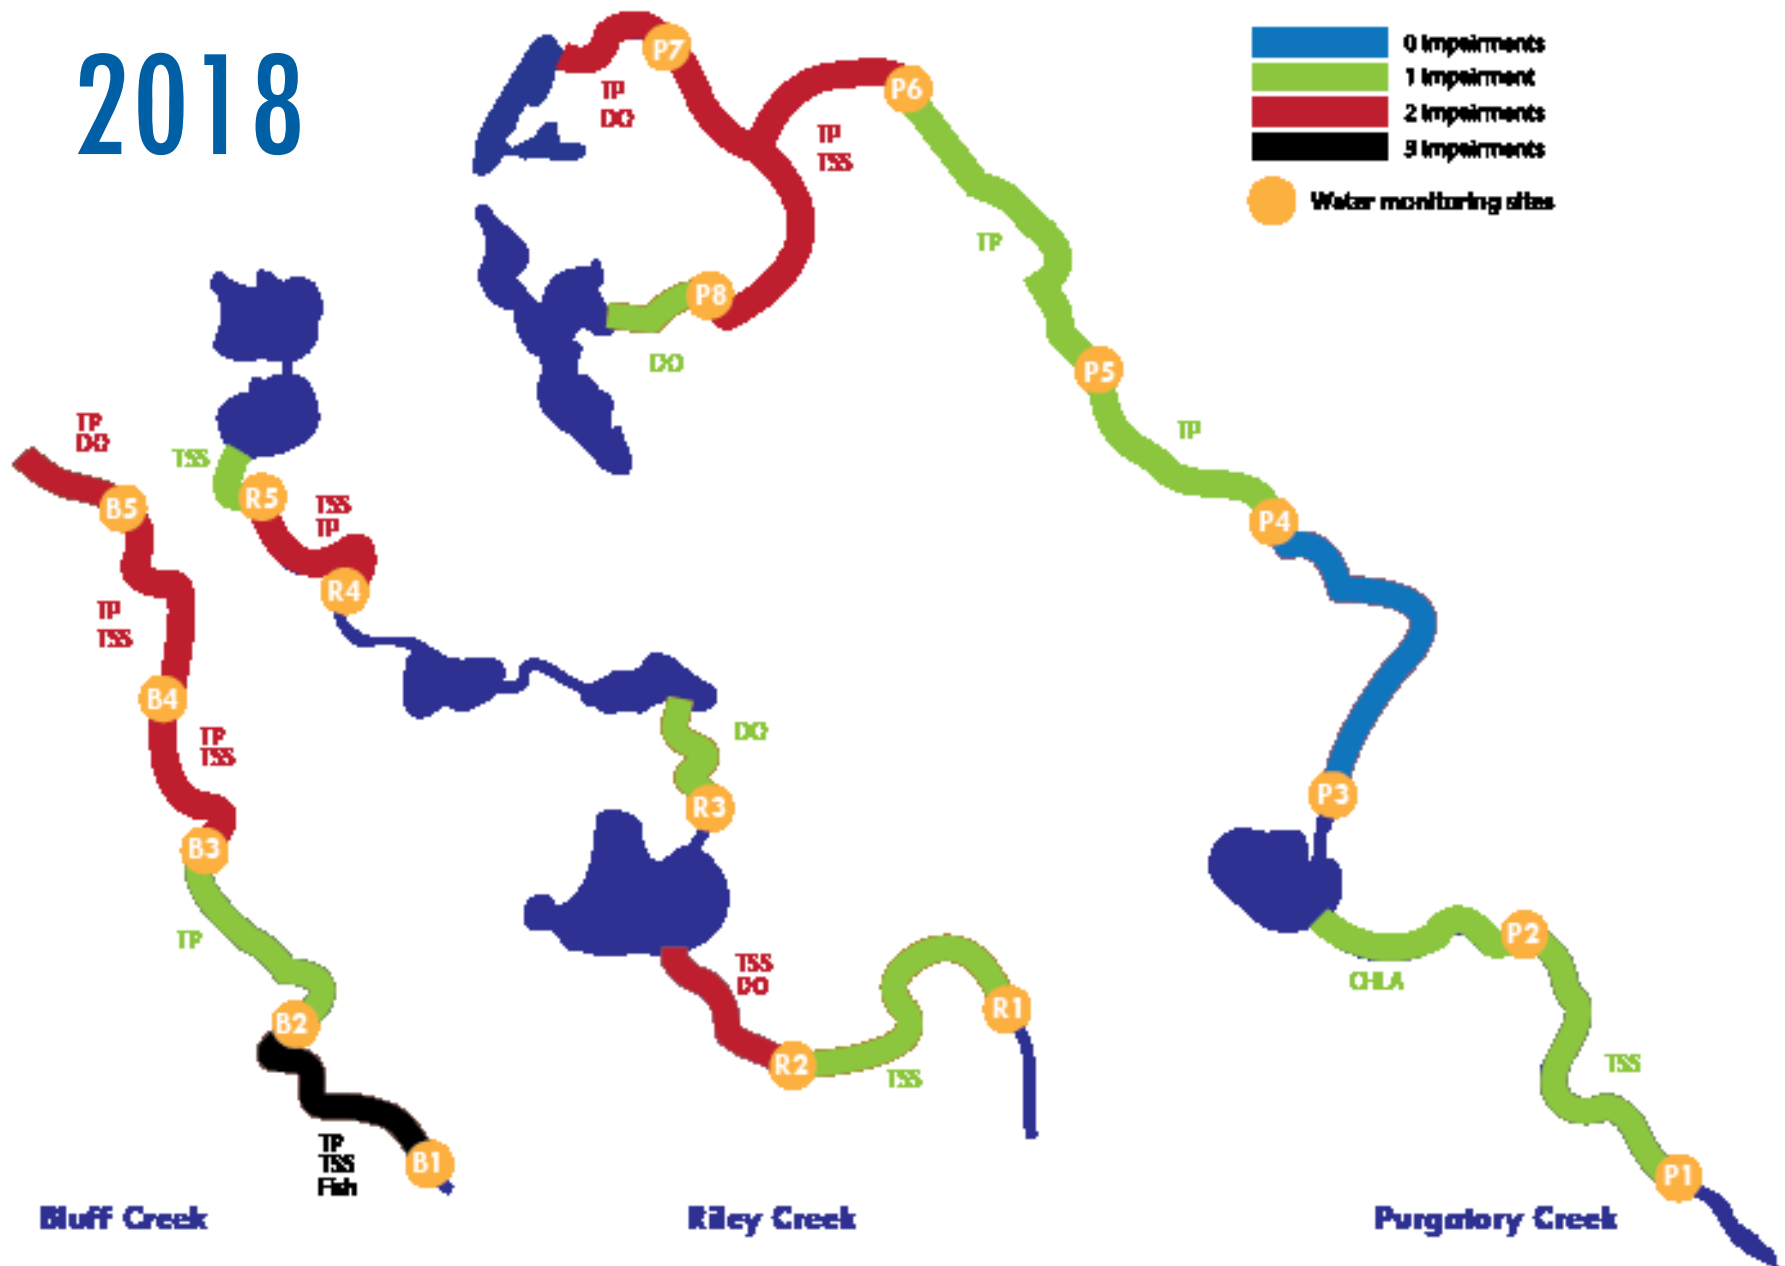 2018
0 Impairments
1 Impairment
2 Impairments
3 Impairments
Water monitoring sites
P7
TP
DO
P6
TP
TSS
TP
P8
DO
P5
TP
P4
P3
CHLA
P2
TSS
P1
Purgatory Creek
TSS
R5
TSS
TP
R4
DO
R3
TSS
DO
R2
TSS
R1
Riley Creek
TP
DO
B5
TP
TSS
B4
TP
TSS
B3
TP
B2
TP
TSS
Fish
B1
Bluff Creek